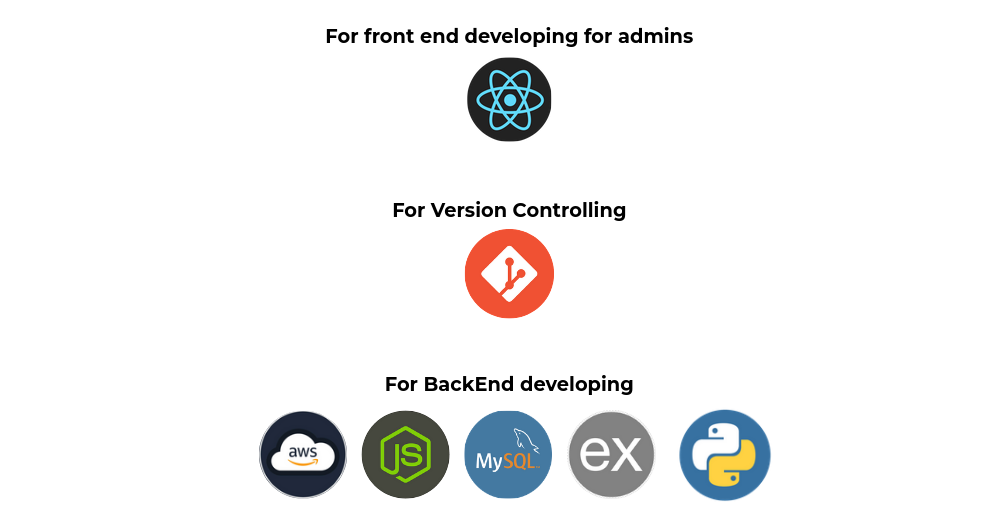 For front end developing for admins
For Version Controlling
For BackEnd developing
aws JS MySQL ex